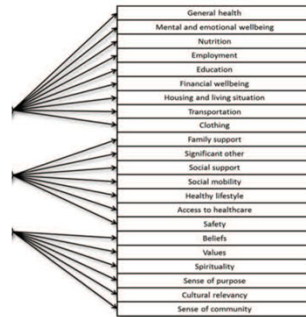 General health
Mental and emotional wellbeing
Nutrition
Employment
Education
Financial wellbeing
Housing and living situation
Transportation
Clothing
Family support
Significant other
Social support
Social mobility
Healthy lifestyle
Access to healthcare
Safety
Beliefs
Values
Spirituality
Sense of purpose
Cultural relevancy
Sense of community